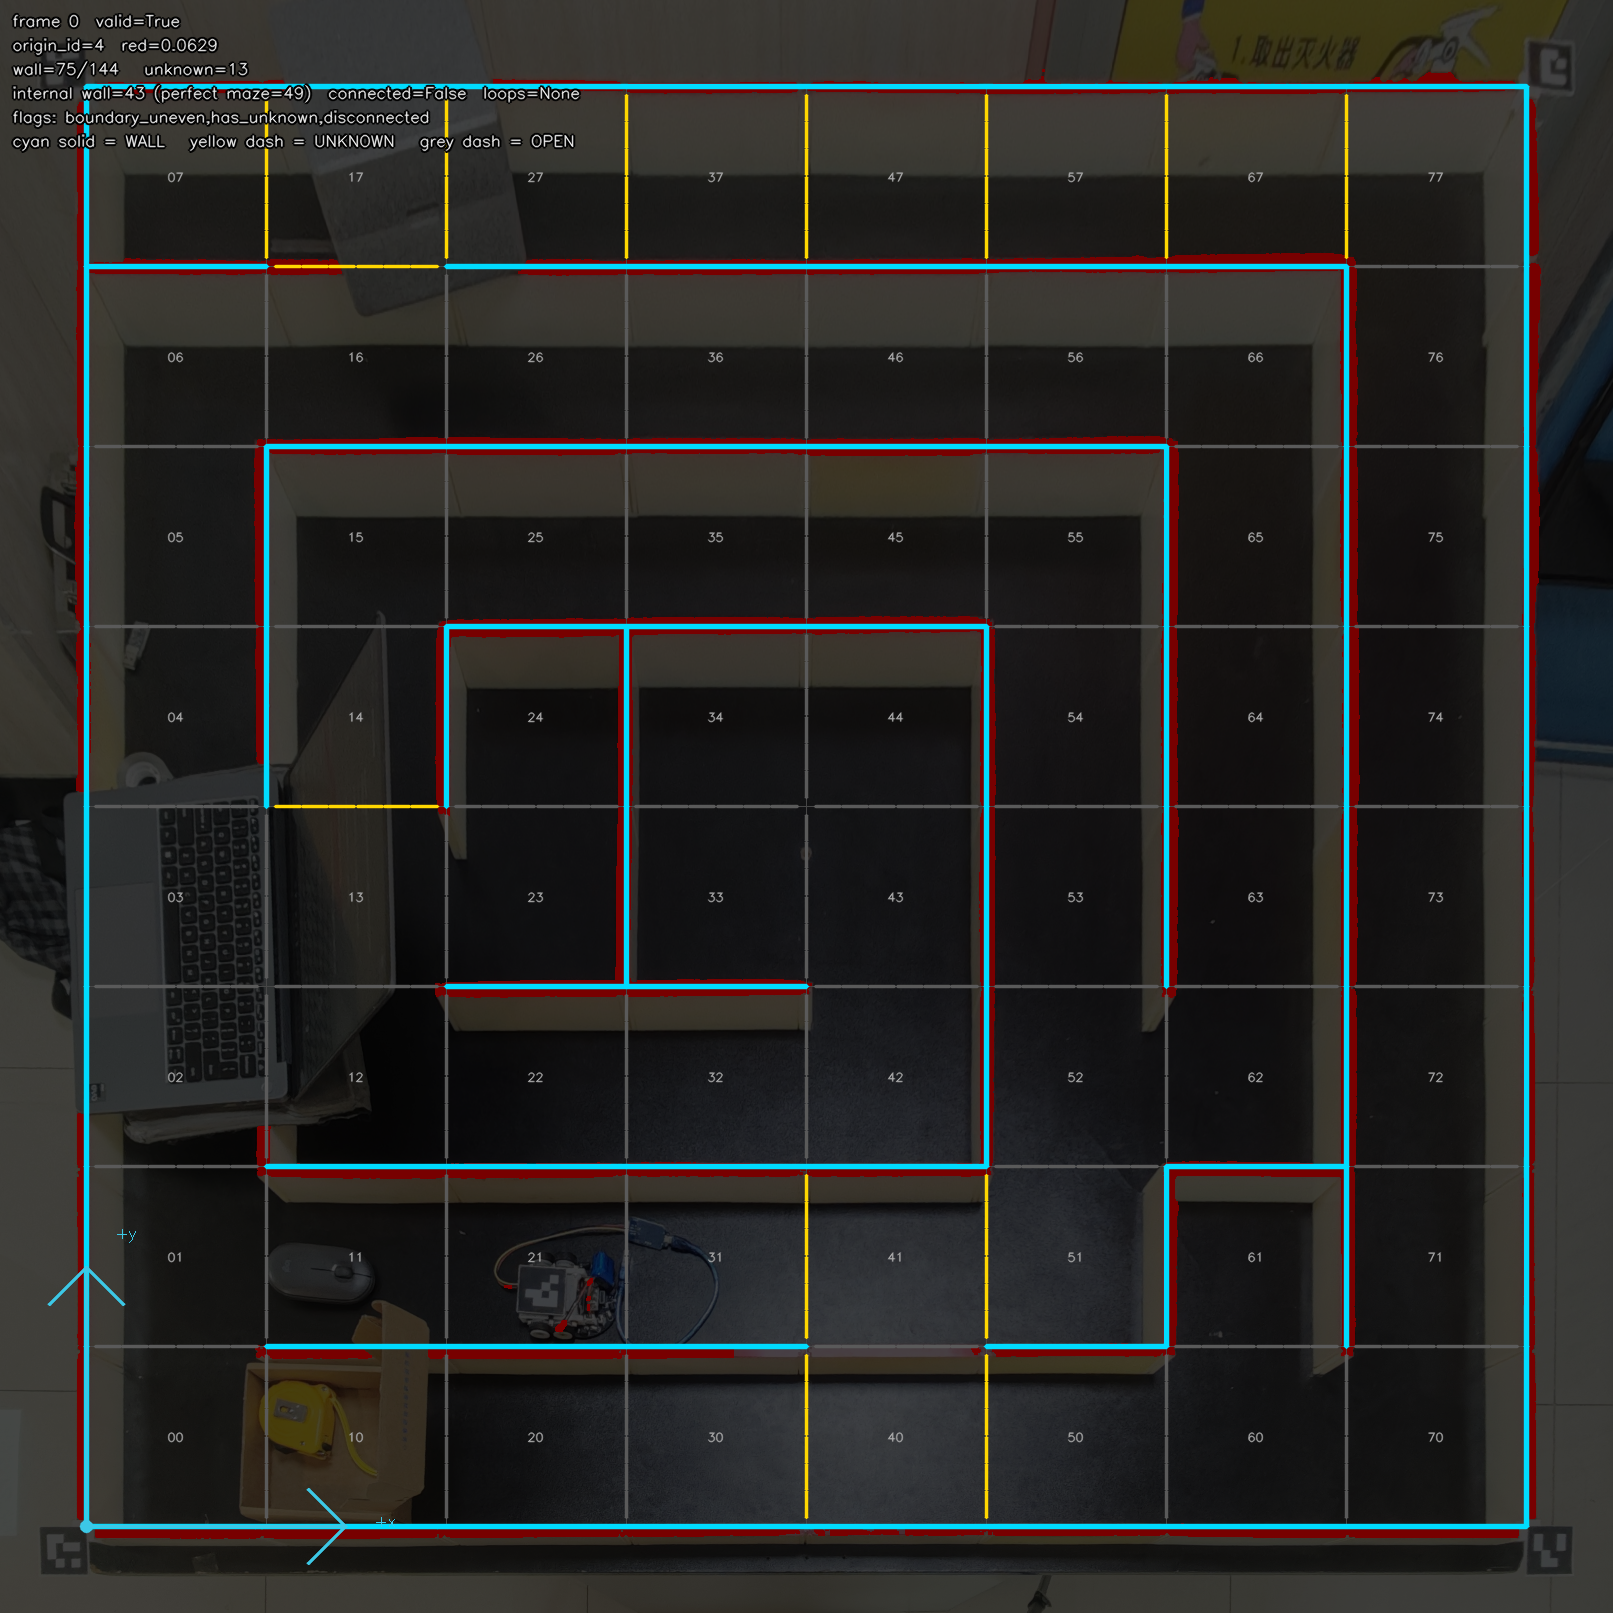 frame 0 valid=True
origin_id=4 red=0.0629
wall=75/144 unknown=13
internal wall=43 (perfect maze=49) connected=False loops=None
flags: boundary_uneven,has_unknown,disconnected
cyan solid = WALL yellow dash = UNKNOWN grey dash = OPEN
1.取出灭火器
07 17 27 37 47 57 67 77
06 16 26 36 46 56 66 76
05 15 25 35 45 55 65 75
04 14 24 34 44 54 64 74
03 13 23 33 43 53 63 73
02 12 22 32 42 52 62 72
+y
01 11 21 31 41 51 61 71
00 10 20 30 40 50 60 70
+x